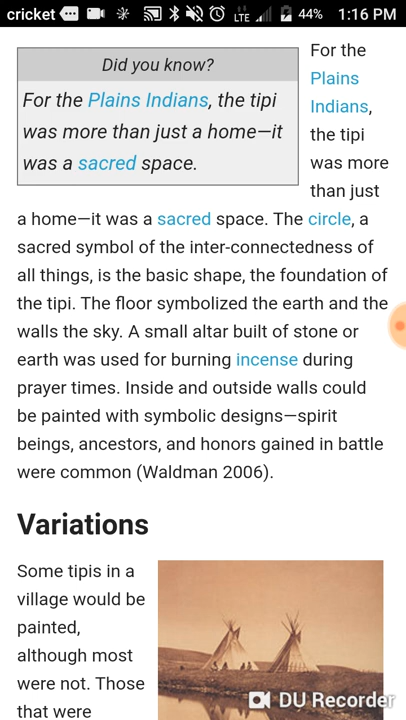 cricket LTE 44% 1:16 PM
Did you know?
For the Plains Indians, the tipi
was more than just a home—it
was a sacred space.
For the
Plains
Indians,
the tipi
was more
than just
a home—it was a sacred space. The circle, a
sacred symbol of the inter-connectedness of
all things, is the basic shape, the foundation of
the tipi. The floor symbolized the earth and the
walls the sky. A small altar built of stone or
earth was used for burning incense during
prayer times. Inside and outside walls could
be painted with symbolic designs—spirit
beings, ancestors, and honors gained in battle
were common (Waldman 2006).
Variations
Some tipis in a
village would be
painted,
although most
were not. Those
that were
DU Recorder